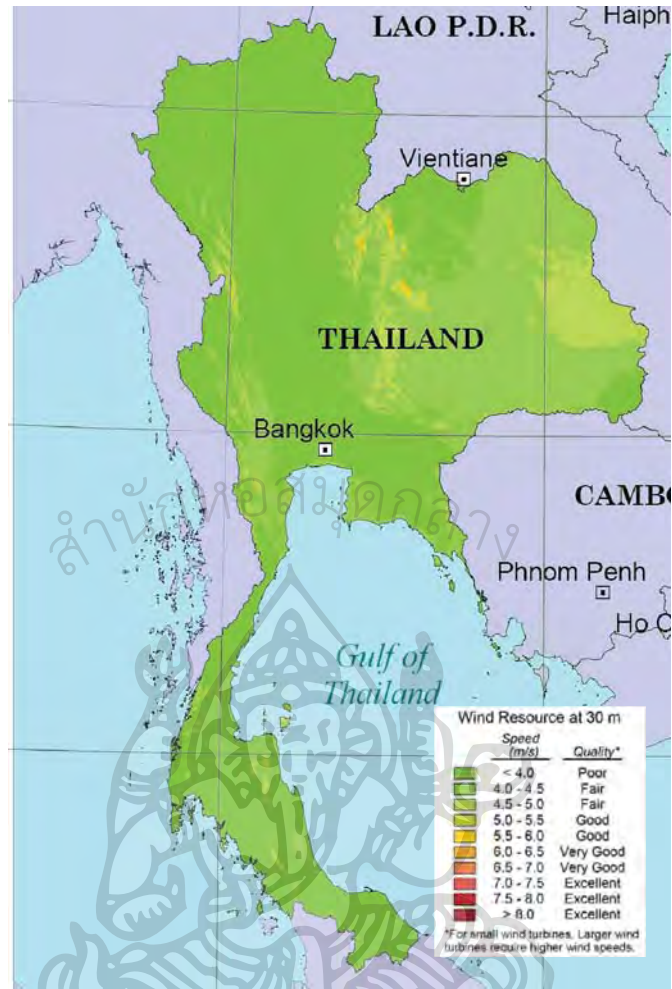 LAO P.D.R.
Haiph
Vientiane
THAILAND
Bangkok
สำนักหอสมุดกลาง
CAMBO
Phnom Penh
Ho C
Gulf of
Thailand
Wind Resource at 30 m
Speed
(m/s) Quality*
< 4.0 Poor
4.0 - 4.5 Fair
4.5 - 5.0 Fair
5.0 - 5.5 Good
5.5 - 6.0 Good
6.0 - 6.5 Very Good
6.5 - 7.0 Very Good
7.0 - 7.5 Excellent
7.5 - 8.0 Excellent
> 8.0 Excellent
*For small wind turbines. Larger wind
turbines require higher wind speeds.